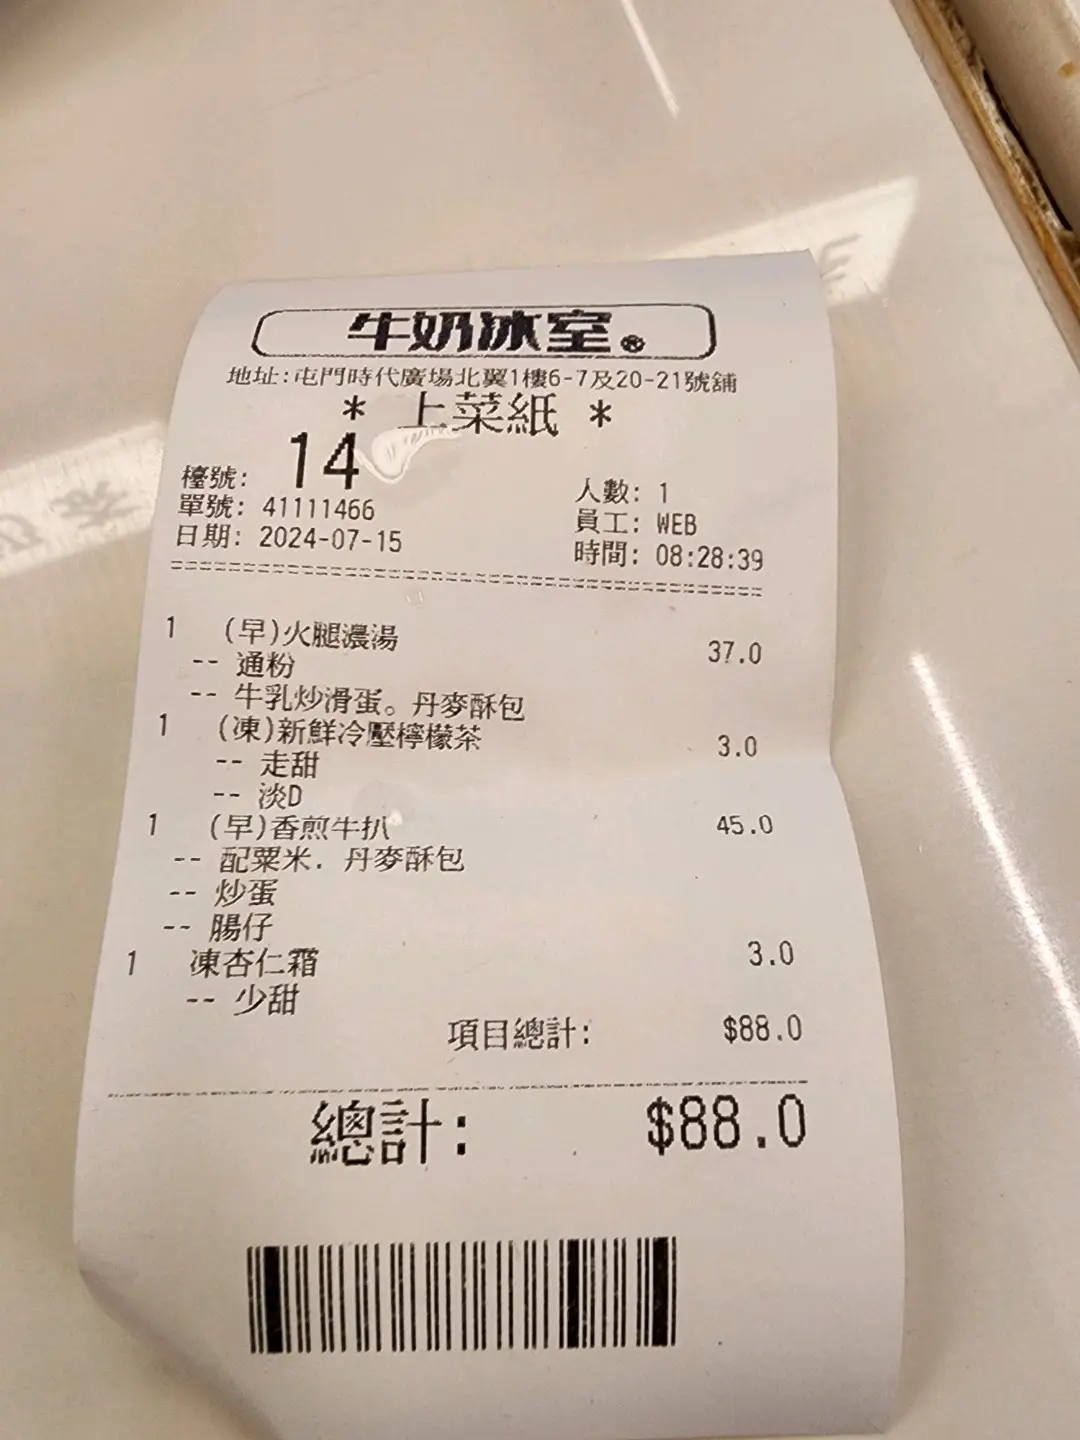 牛奶冰室®
地址:屯門時代廣場北翼1樓6-7及20-21號舖
* 上菜紙 *
檯號: 14
人數: 1
單號: 41111466
員工: WEB
日期: 2024-07-15
時間: 08:28:39
1 (早)火腿濃湯 37.0
-- 通粉
-- 牛乳炒滑蛋。丹麥酥包
1 (凍)新鮮冷壓檸檬茶 3.0
-- 走甜
-- 淡D
1 (早)香煎牛扒 45.0
-- 配粟米. 丹麥酥包
-- 炒蛋
-- 腸仔
1 凍杏仁霜 3.0
-- 少甜
項目總計: $88.0
總計: $88.0